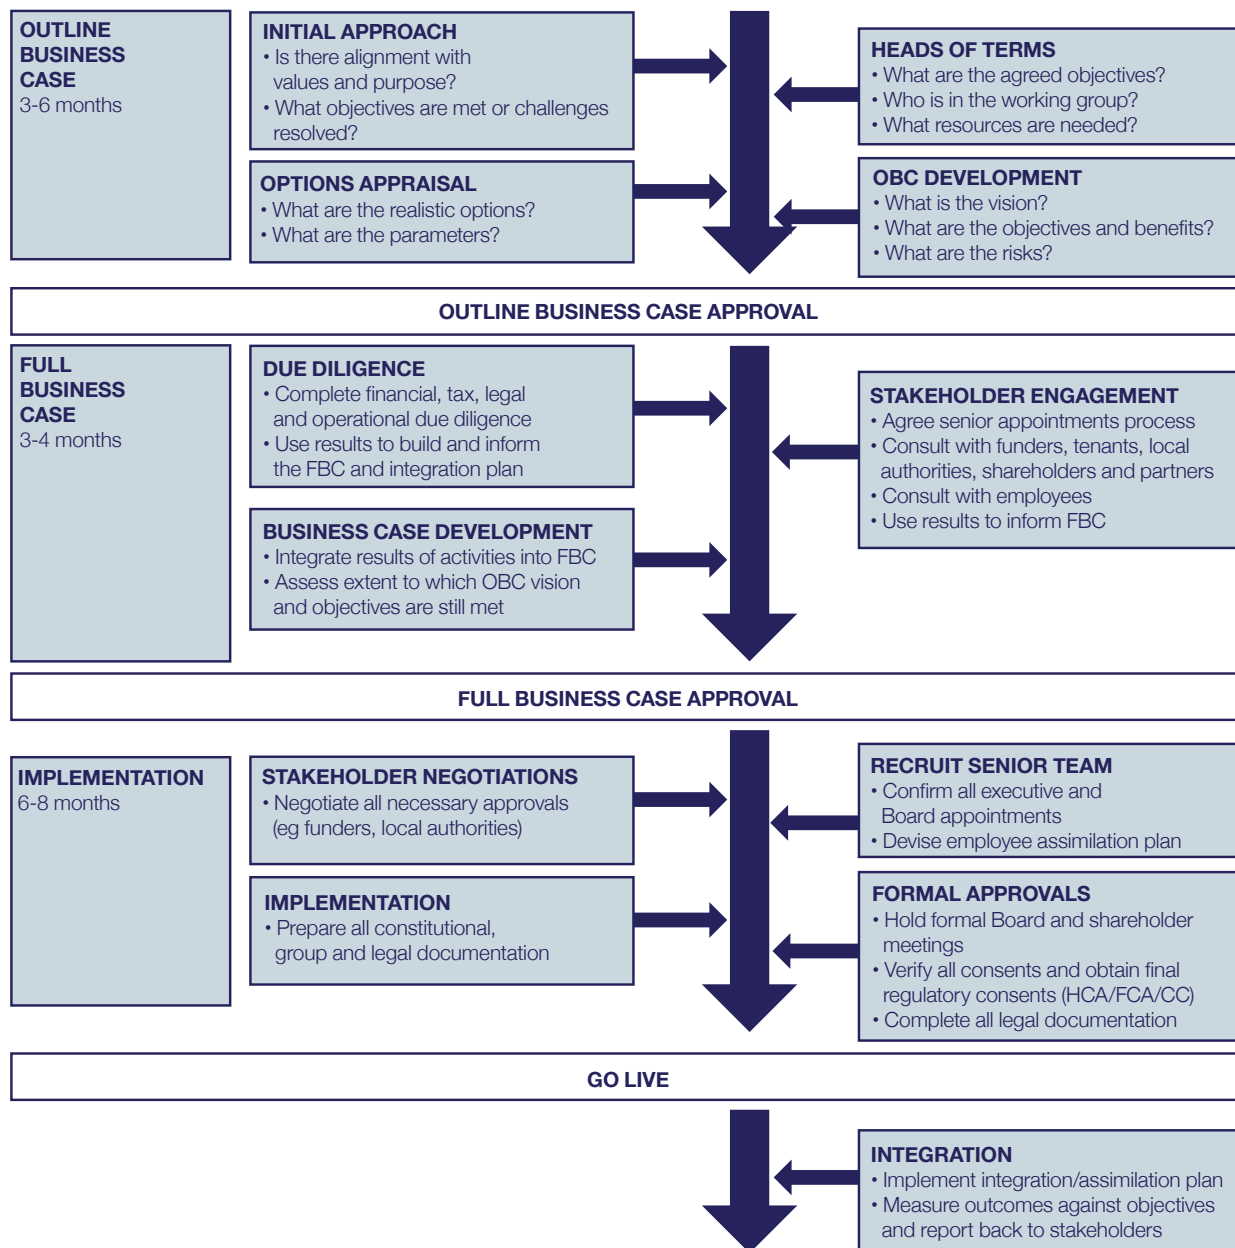 OUTLINE
BUSINESS
CASE
3-6 months
INITIAL APPROACH
• Is there alignment with
values and purpose?
• What objectives are met or challenges
resolved?
HEADS OF TERMS
• What are the agreed objectives?
• Who is in the working group?
• What resources are needed?
OPTIONS APPRAISAL
• What are the realistic options?
• What are the parameters?
OBC DEVELOPMENT
• What is the vision?
• What are the objectives and benefits?
• What are the risks?
OUTLINE BUSINESS CASE APPROVAL
FULL
BUSINESS
CASE
3-4 months
DUE DILIGENCE
• Complete financial, tax, legal
and operational due diligence
• Use results to build and inform
the FBC and integration plan
STAKEHOLDER ENGAGEMENT
• Agree senior appointments process
• Consult with funders, tenants, local
authorities, shareholders and partners
• Consult with employees
• Use results to inform FBC
BUSINESS CASE DEVELOPMENT
• Integrate results of activities into FBC
• Assess extent to which OBC vision
and objectives are still met
FULL BUSINESS CASE APPROVAL
IMPLEMENTATION
6-8 months
STAKEHOLDER NEGOTIATIONS
• Negotiate all necessary approvals
(eg funders, local authorities)
RECRUIT SENIOR TEAM
• Confirm all executive and
Board appointments
• Devise employee assimilation plan
IMPLEMENTATION
• Prepare all constitutional,
group and legal documentation
FORMAL APPROVALS
• Hold formal Board and shareholder
meetings
• Verify all consents and obtain final
regulatory consents (HCA/FCA/CC)
• Complete all legal documentation
GO LIVE
INTEGRATION
• Implement integration/assimilation plan
• Measure outcomes against objectives
and report back to stakeholders